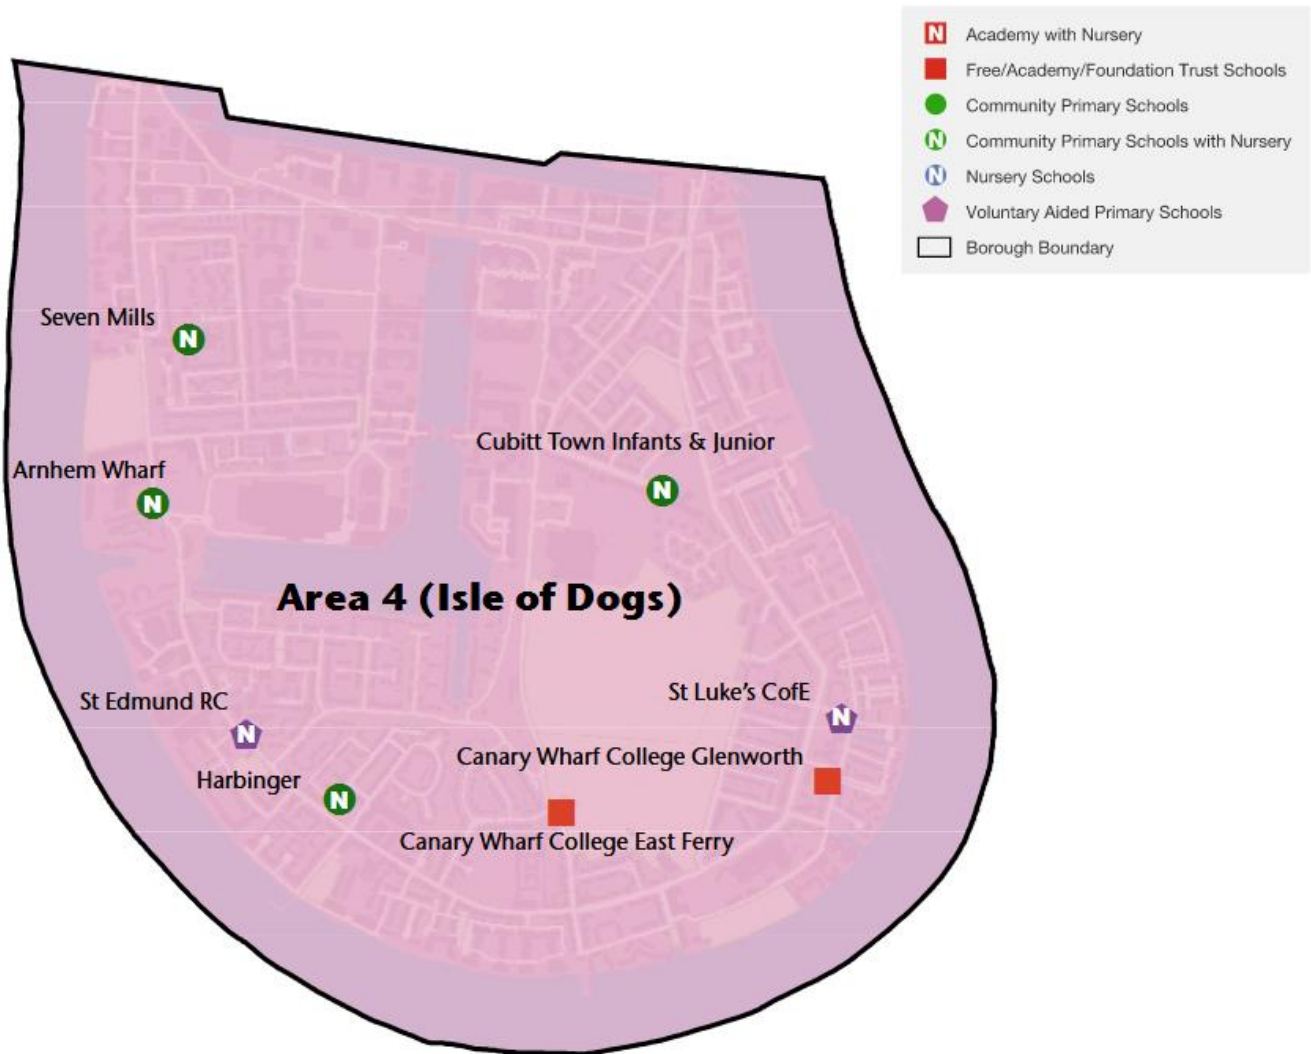 N Academy with Nursery
Free/Academy/Foundation Trust Schools
Community Primary Schools
N Community Primary Schools with Nursery
N Nursery Schools
Voluntary Aided Primary Schools
Borough Boundary
Seven Mills
N
Cubitt Town Infants & Junior
N
Arnhem Wharf
N
Area 4 (Isle of Dogs)
St Luke's CofE
N
St Edmund RC
N
Canary Wharf College Glenworth
Harbinger
N
Canary Wharf College East Ferry